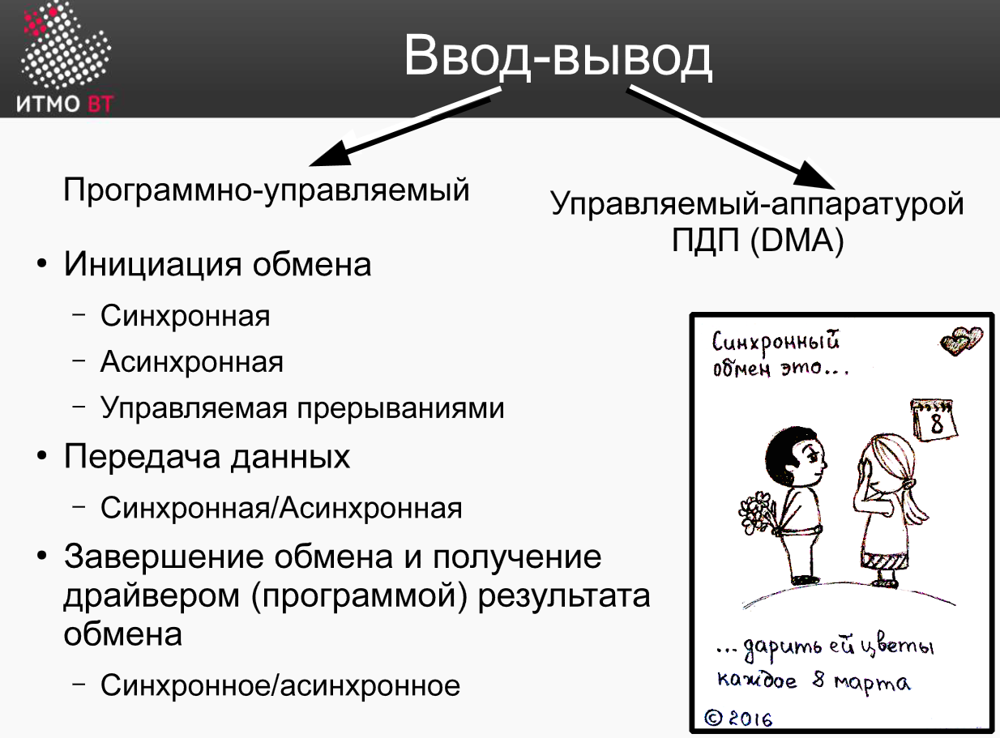 ИТМО ВТ
Ввод-вывод
Программно-управляемый
Управляемый-аппаратурой
ПДП (DMA)
• Инициация обмена
– Синхронная
– Асинхронная
– Управляемая прерываниями
• Передача данных
– Синхронная/Асинхронная
• Завершение обмена и получение
драйвером (программой) результата
обмена
– Синхронное/асинхронное
Синхронный
обмен это...
8
...дарить ей цветы
каждое 8 марта
© 2016